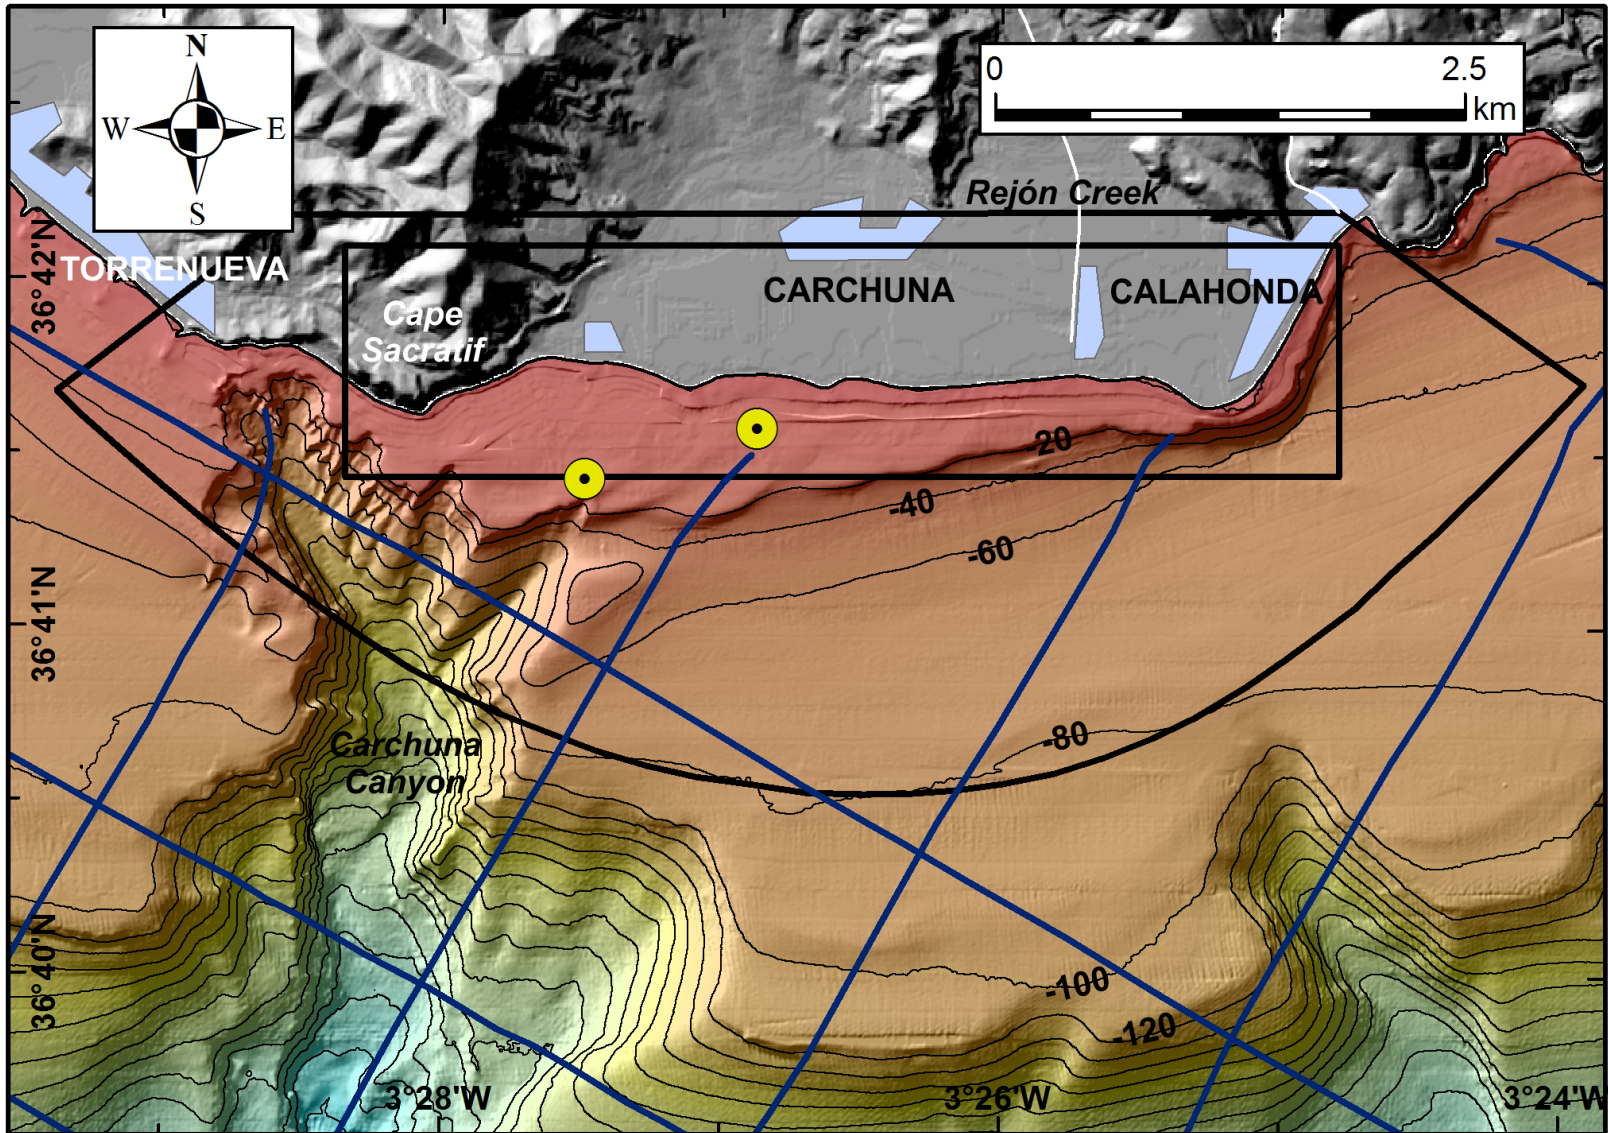 N
W E
S
0 2.5
km
Rejón Creek
36°42'N
TORRENUEVA
CARCHUNA
CALAHONDA
Cape
Sacratif
-20
-40
-60
36°41'N
-80
Carchuna
Canyon
36°40'N
-100
-120
3°28'W
3°26'W
3°24'W